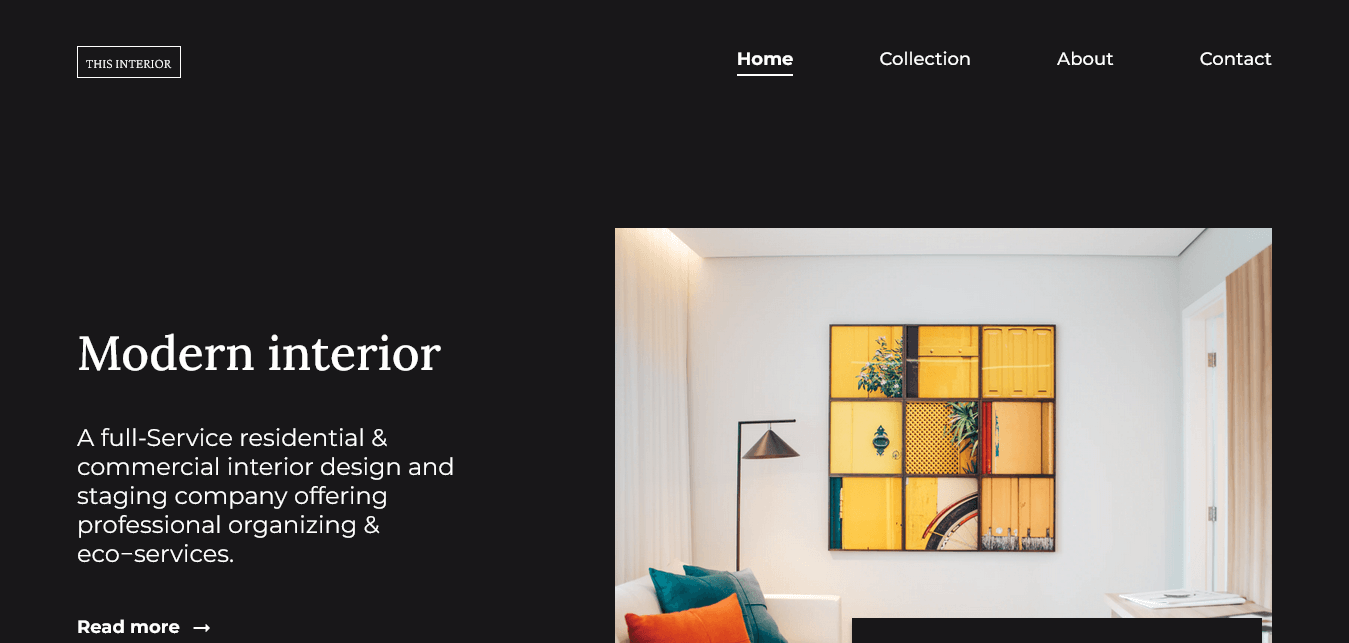 THIS INTERIOR
Home Collection About Contact
Modern interior
A full-Service residential &
commercial interior design and
staging company offering
professional organizing &
eco-services.
Read more →